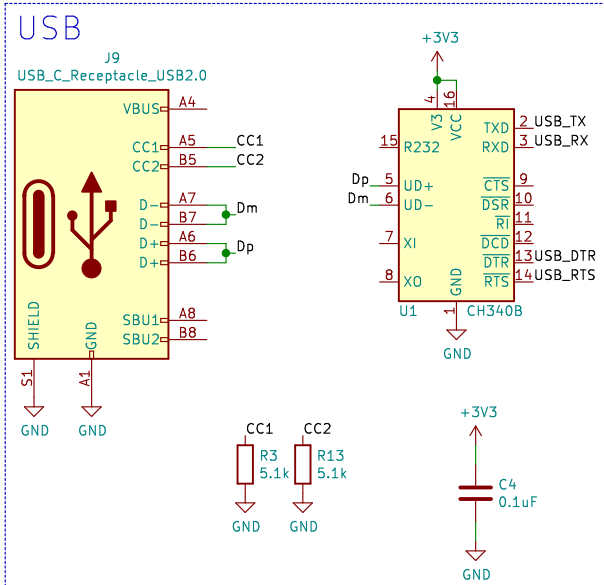 USB
J9
USB_C_Receptacle_USB2.0
VBUS A4
CC1 A5 CC1
CC2 B5 CC2
D- A7
Dm
D- B7
D+ A6
Dp
D+ B6
SBU1 A8
SBU2 B8
SHIELD
GND
S1
A1
GND
GND
+3V3
4
16
V3
VCC
15 R232
TXD 2 USB_TX
RXD 3 USB_RX
Dp 5 UD+
Dm 6 UD-
CTS 9
DSR 10
RI 11
7 XI
DCD 12
DTR 13 USB_DTR
8 XO
RTS 14 USB_RTS
GND
U1
1
CH340B
GND
CC1
R3
5.1k
GND
CC2
R13
5.1k
GND
+3V3
C4
0.1uF
GND